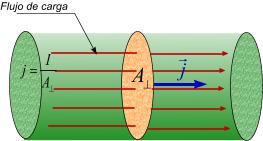 Flujo de carga
j = I / A⊥
A⊥
j⃗